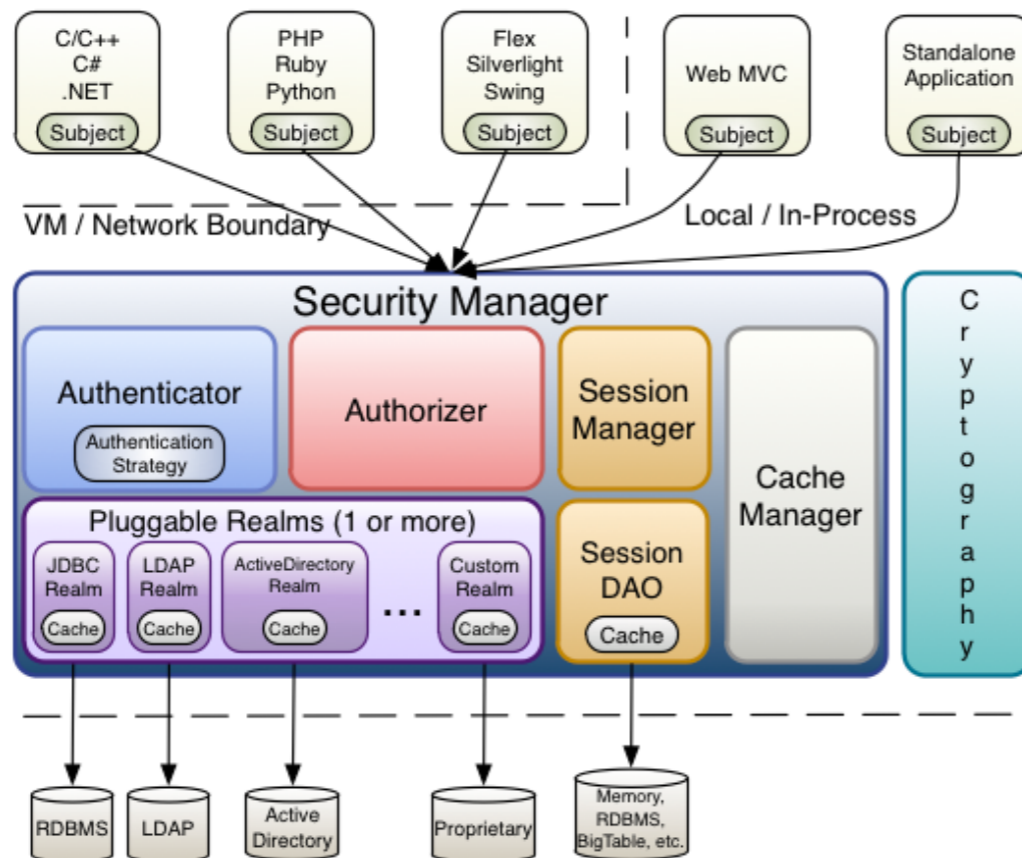 C/C++
C#
.NET
Subject
PHP
Ruby
Python
Subject
Flex
Silverlight
Swing
Subject
Web MVC
Subject
Standalone
Application
Subject
VM / Network Boundary
Local / In-Process
Security Manager
Authenticator
Authentication
Strategy
Authorizer
Session
Manager
Cache
Manager
Cryptography
Pluggable Realms (1 or more)
JDBC
Realm
Cache
LDAP
Realm
Cache
ActiveDirectory
Realm
Cache
...
Custom
Realm
Cache
Session
DAO
Cache
RDBMS
LDAP
Active
Directory
Proprietary
Memory,
RDBMS,
BigTable, etc.